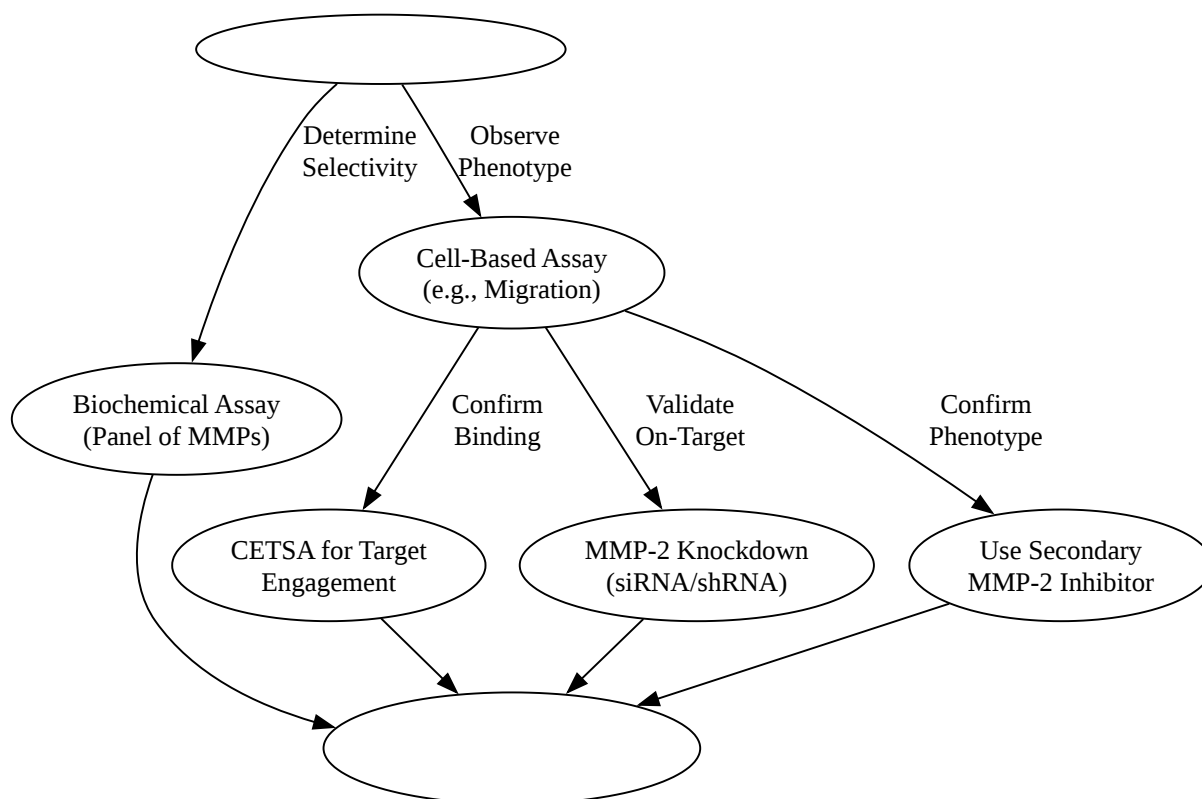 Determine
Selectivity
Observe
Phenotype
Cell-Based Assay
(e.g., Migration)
Biochemical Assay
(Panel of MMPs)
Confirm
Binding
Validate
On-Target
Confirm
Phenotype
CETSA for Target
Engagement
MMP-2 Knockdown
(siRNA/shRNA)
Use Secondary
MMP-2 Inhibitor